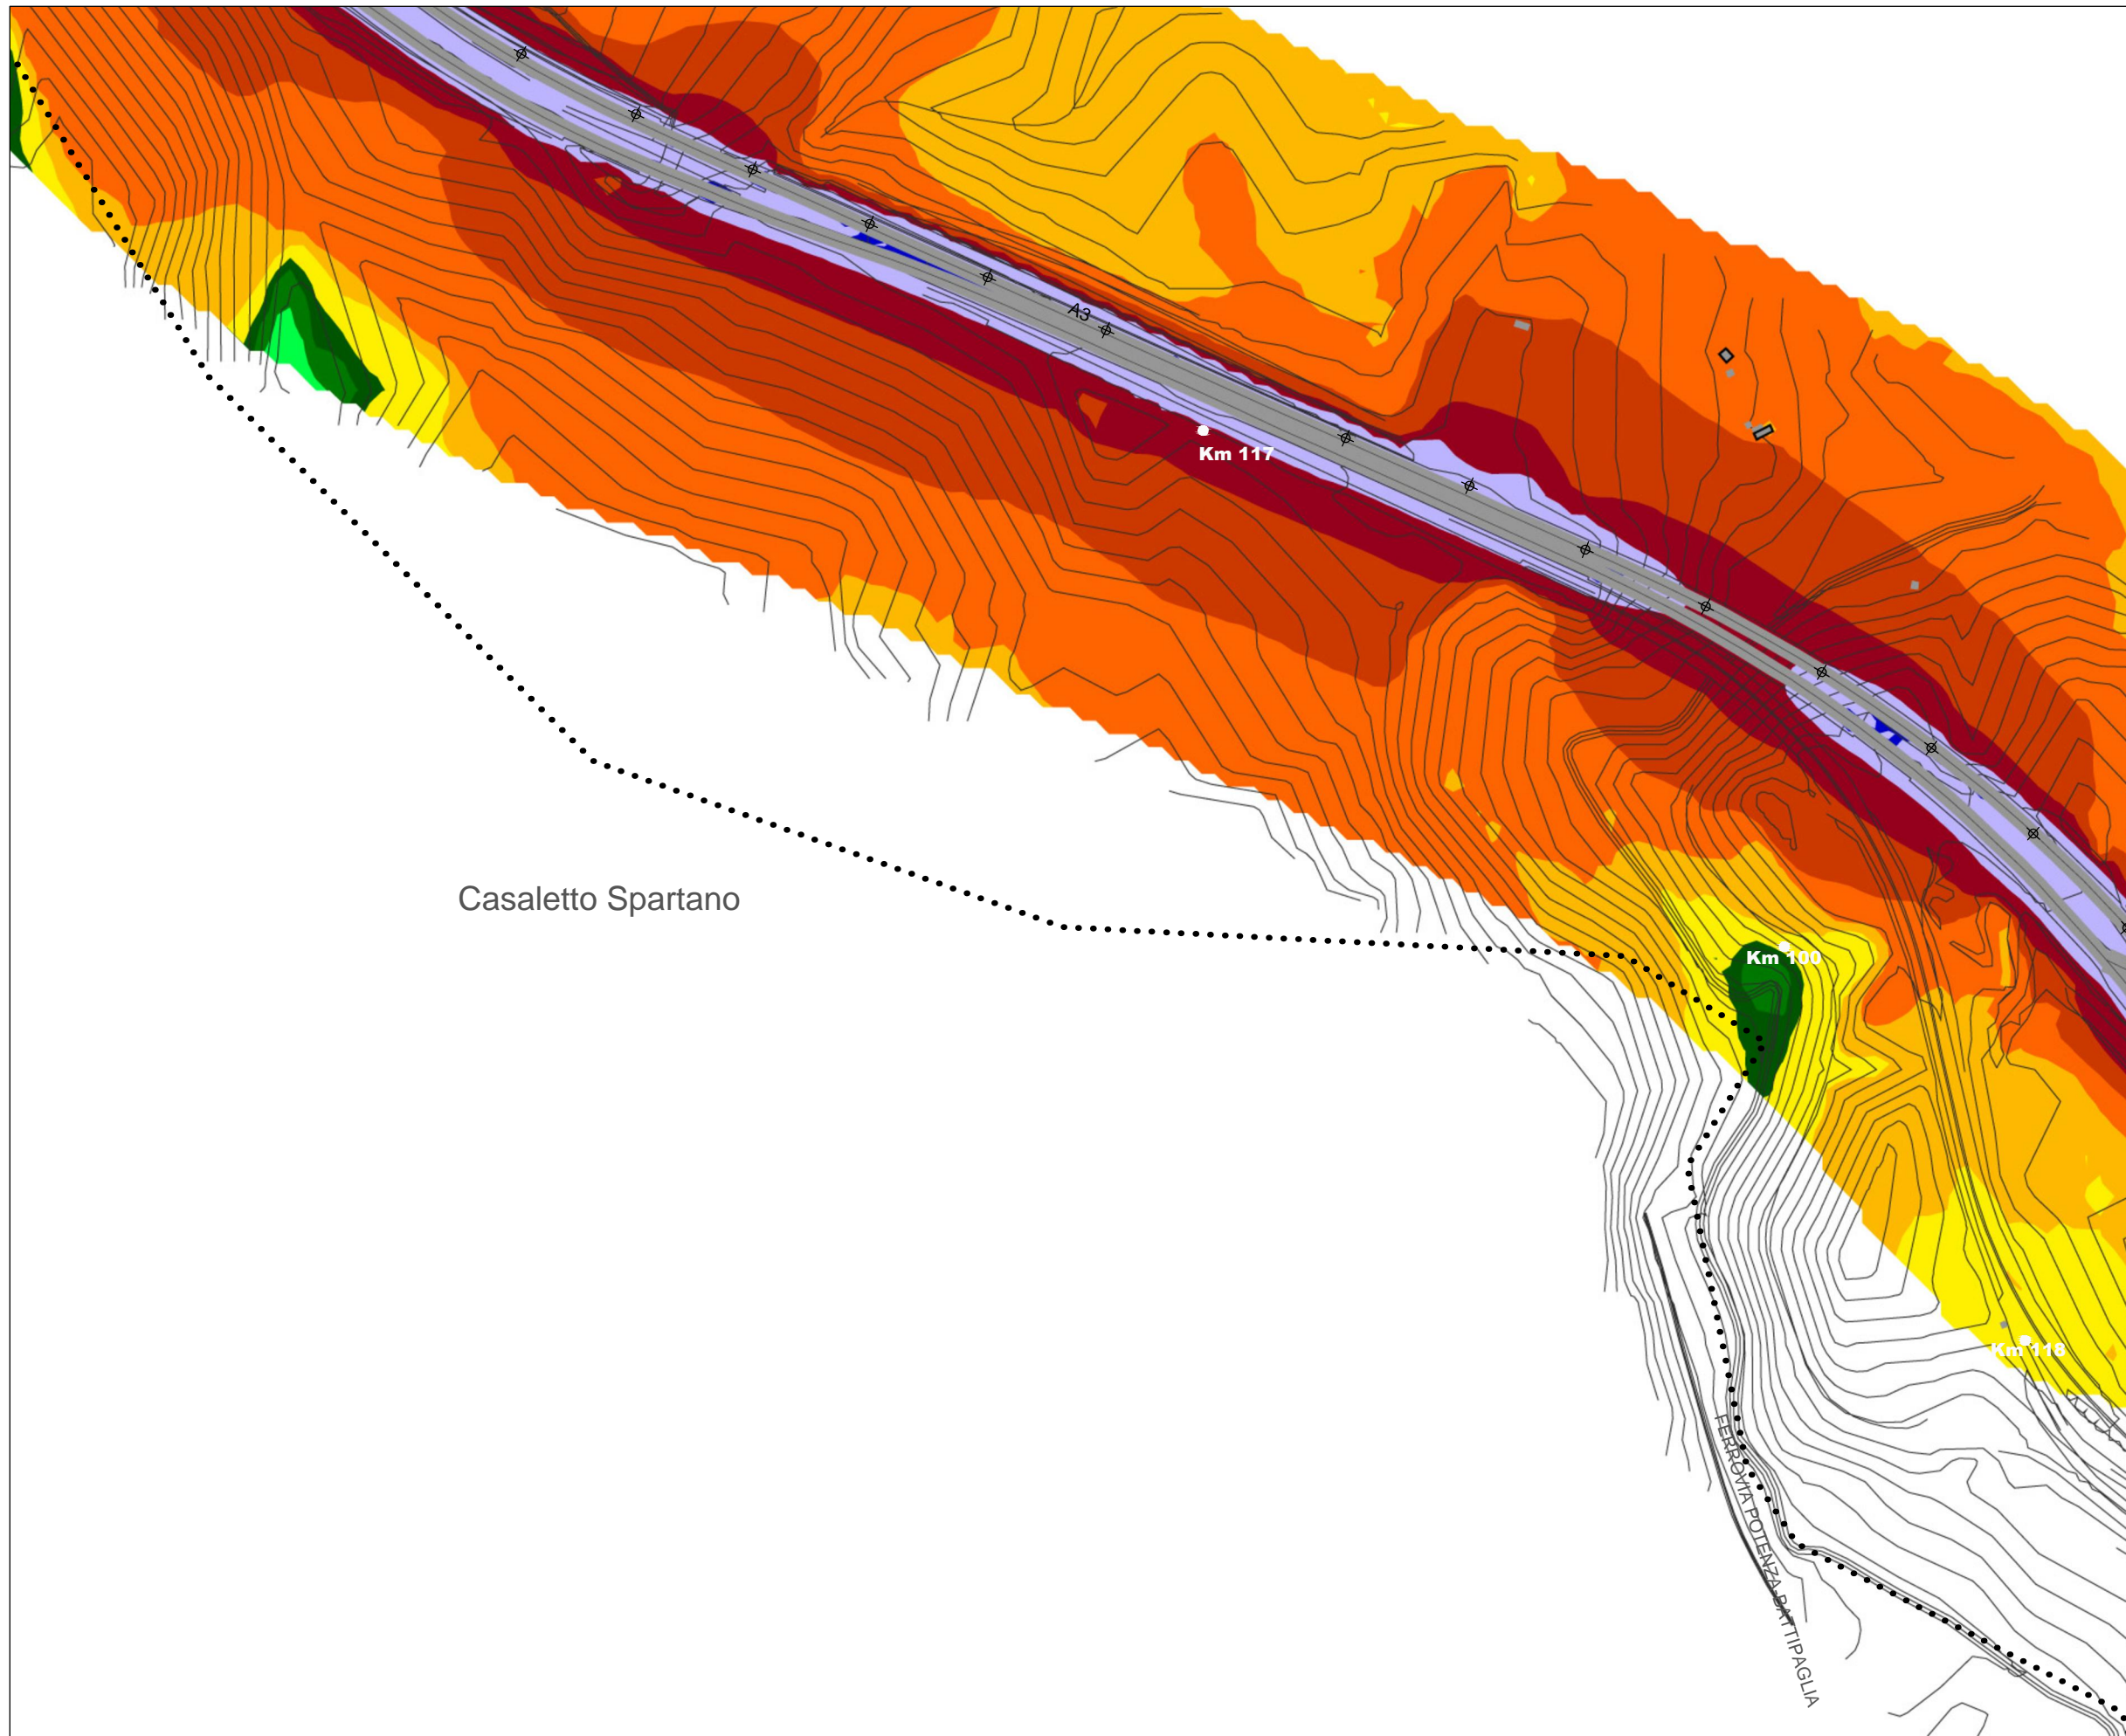 A3
Km 117
Casaletto Spartano
Km 100
Km 118
FERROVIA POTENZA-BATTIPAGLIA